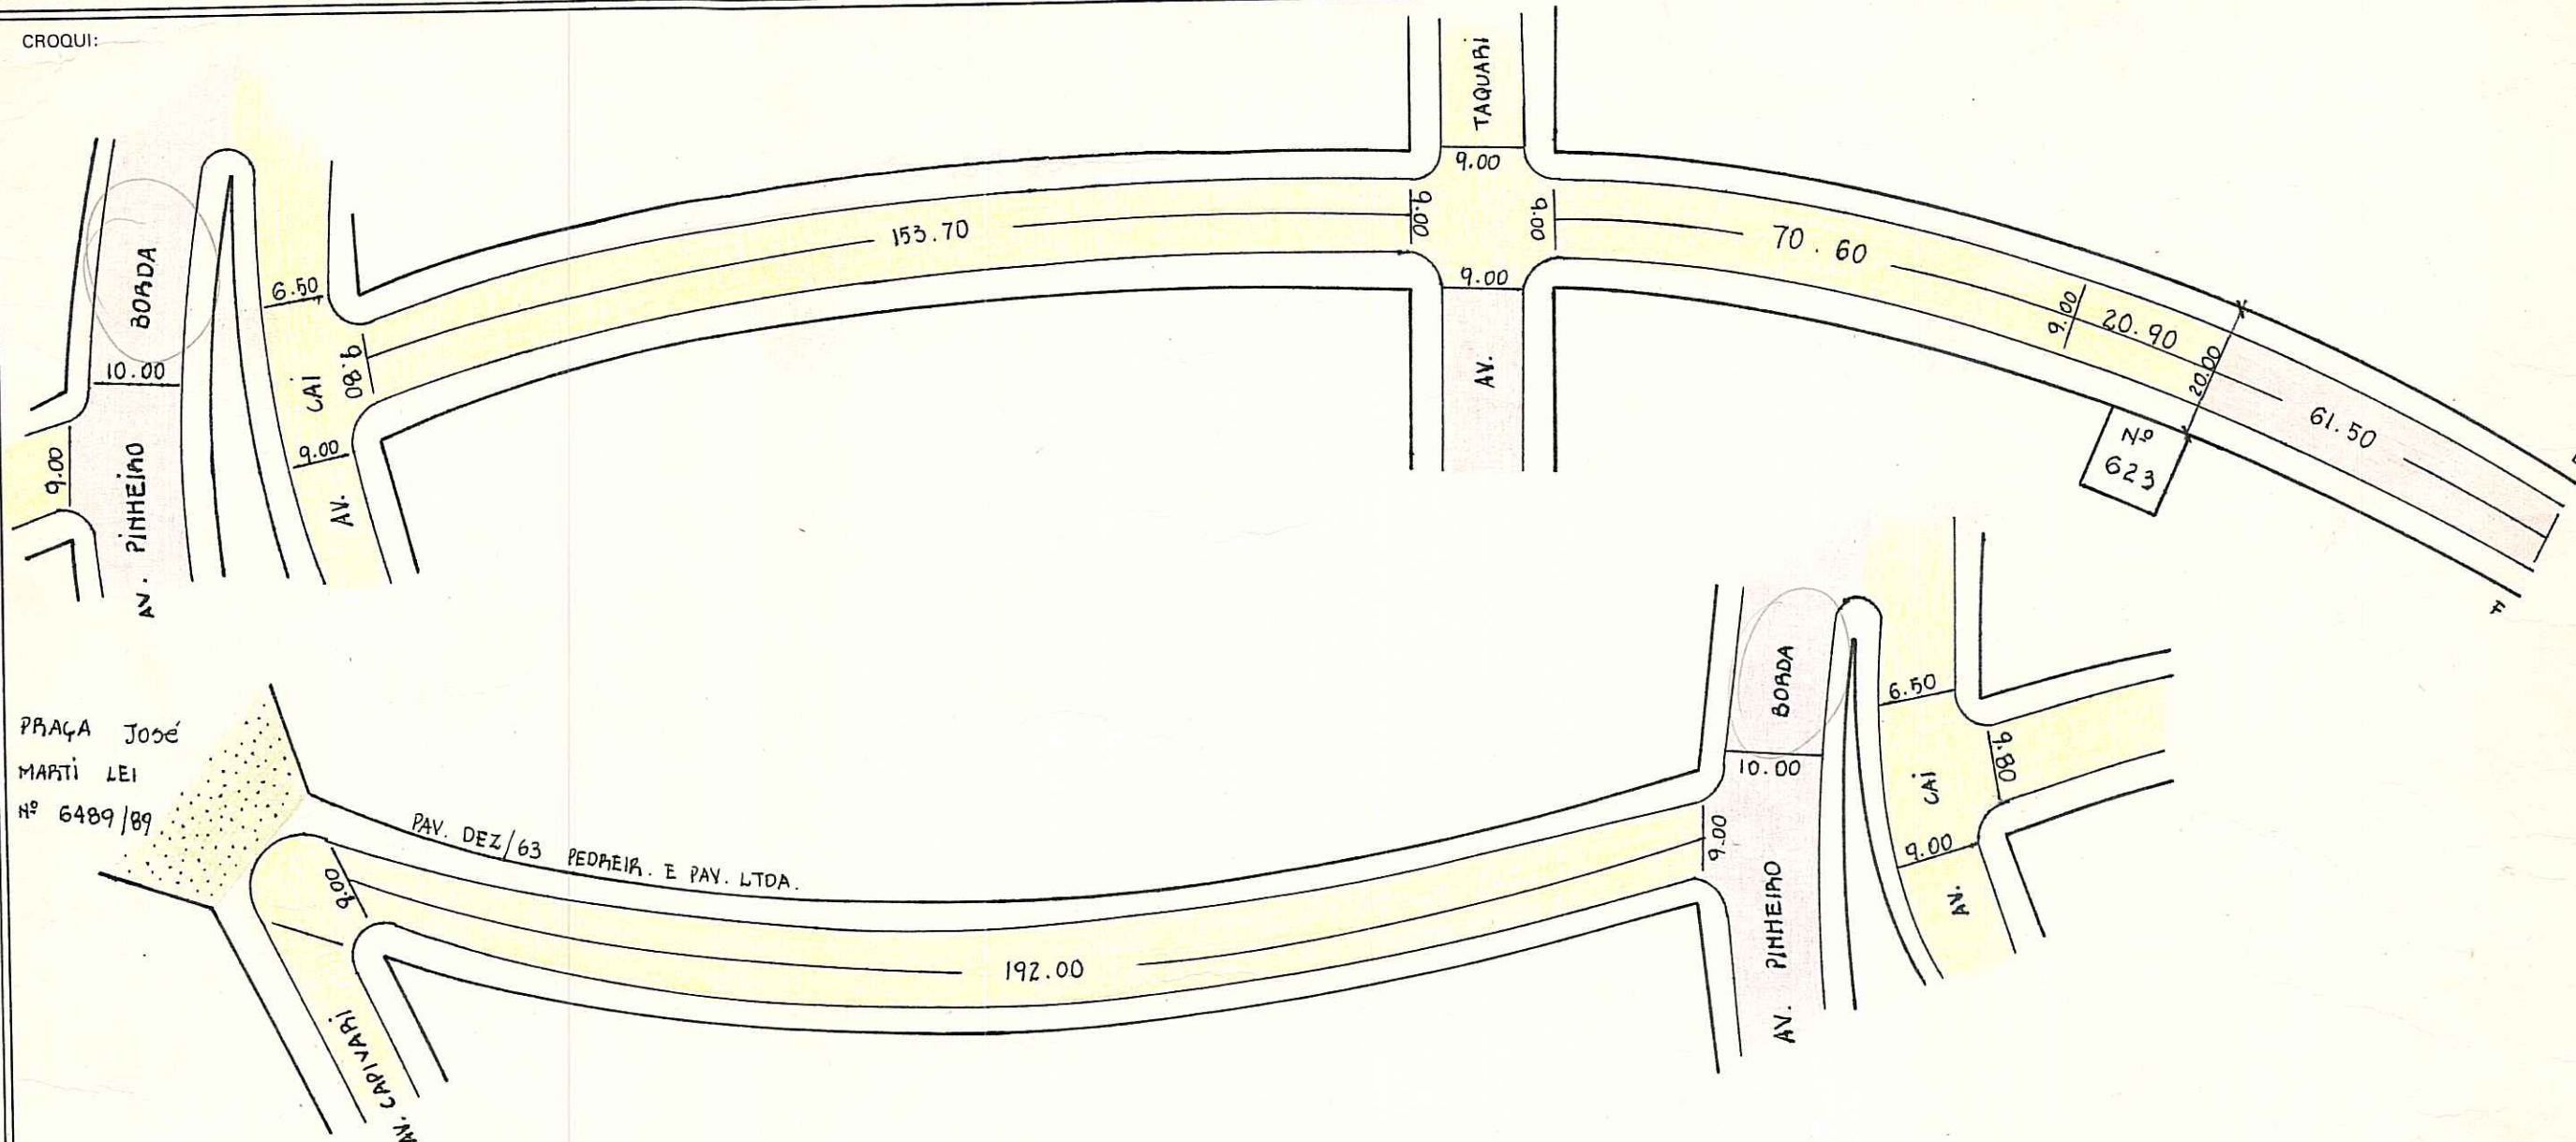 CROQUI:
TAQUARI
9.00
9.00
9.00
9.00
AV.
153.70
70.60
9.00
20.90
20.00
61.50
Nº
623
F
BORDA
10.00
AV. PINHEIRO
9.00
6.50
CAÍ
9.80
9.00
AV.
PRAÇA JOSÉ
MARTI LEI
Nº 6489/89
PAV. DEZ/63 PEDREIR. E PAV. LTDA.
9.00
192.00
AV. CAPIVARI
BORDA
10.00
9.00
AV. PINHEIRO
6.50
CAÍ
9.80
9.00
AV.